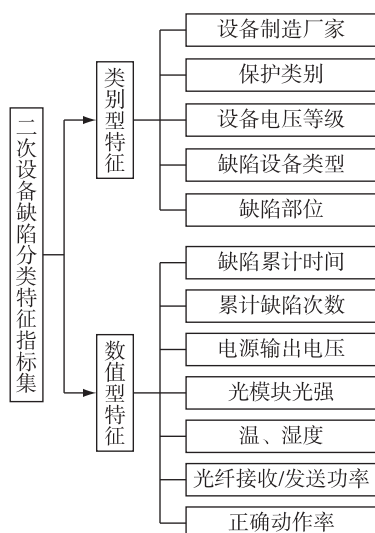 二次设备缺陷分类特征指标集
类别型特征
设备制造厂家
保护类别
设备电压等级
缺陷设备类型
缺陷部位
数值型特征
缺陷累计时间
累计缺陷次数
电源输出电压
光模块光强
温、湿度
光纤接收/发送功率
正确动作率